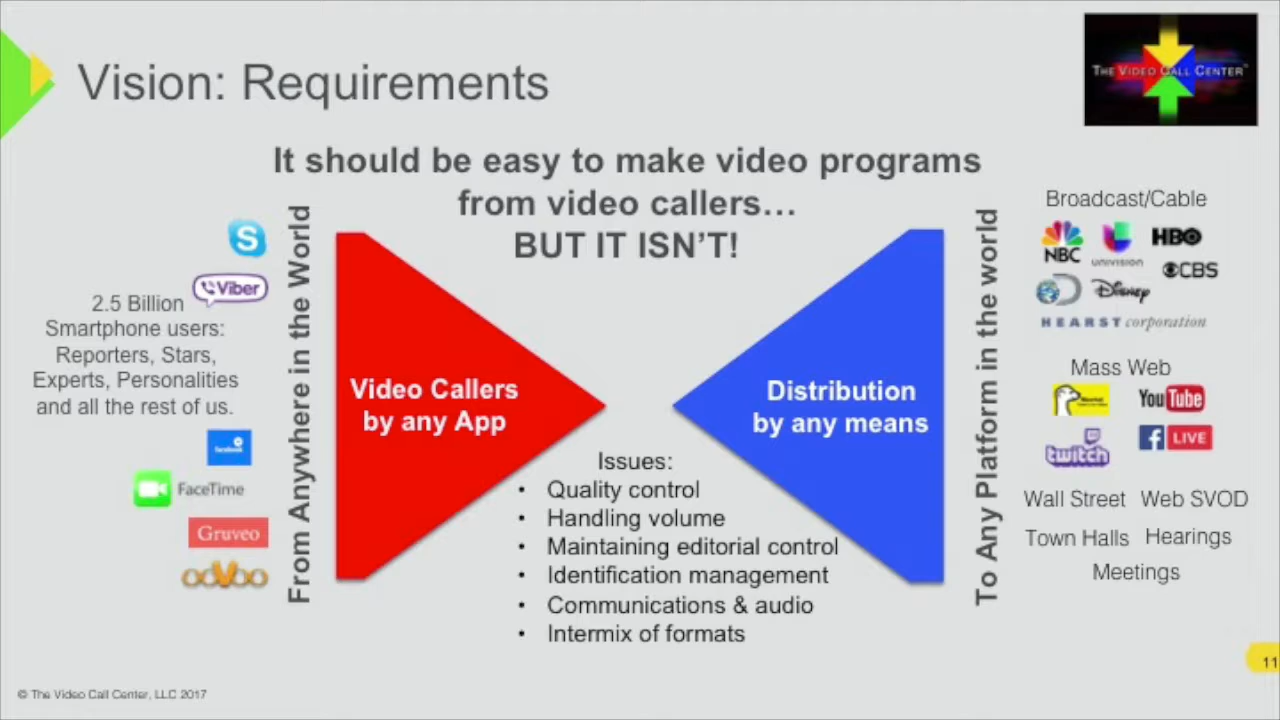 Vision: Requirements
THE VIDEO CALL CENTER
It should be easy to make video programs
from video callers…
BUT IT ISN'T!
Viber
2.5 Billion
Smartphone users:
Reporters, Stars,
Experts, Personalities
and all the rest of us.
facebook
FaceTime
Gruveo
ooVoo
From Anywhere in the World
Video Callers
by any App
Distribution
by any means
Issues:
• Quality control
• Handling volume
• Maintaining editorial control
• Identification management
• Communications & audio
• Intermix of formats
To Any Platform in the world
Broadcast/Cable
NBC
UNIVISION
HBO
CBS
Disney
HEARST corporation
Mass Web
YouTube
twitch
f LIVE
Wall Street Web SVOD
Town Halls Hearings
Meetings
11
© The Video Call Center, LLC 2017